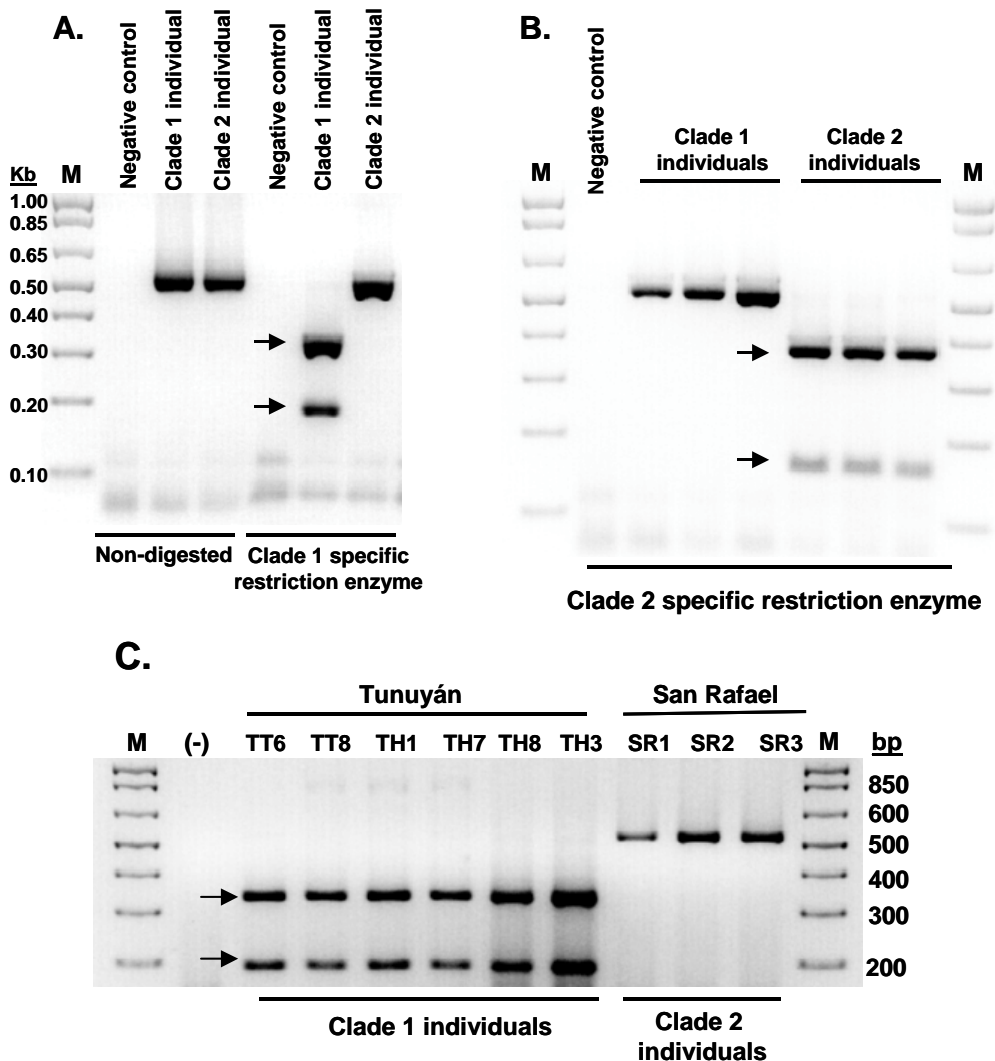 A.
Negative control
Clade 1 individual
Clade 2 individual
Negative control
Clade 1 individual
Clade 2 individual
Kb
M
1.00
0.85
0.65
0.50
0.40
0.30
0.20
0.10
Non-digested
Clade 1 specific
restriction enzyme
B.
M
Negative control
Clade 1
individuals
Clade 2
individuals
M
Clade 2 specific restriction enzyme
C.
Tunuyán
San Rafael
M (-) TT6 TT8 TH1 TH7 TH8 TH3 SR1 SR2 SR3 M bp
850
600
500
400
300
200
Clade 1 individuals
Clade 2
individuals